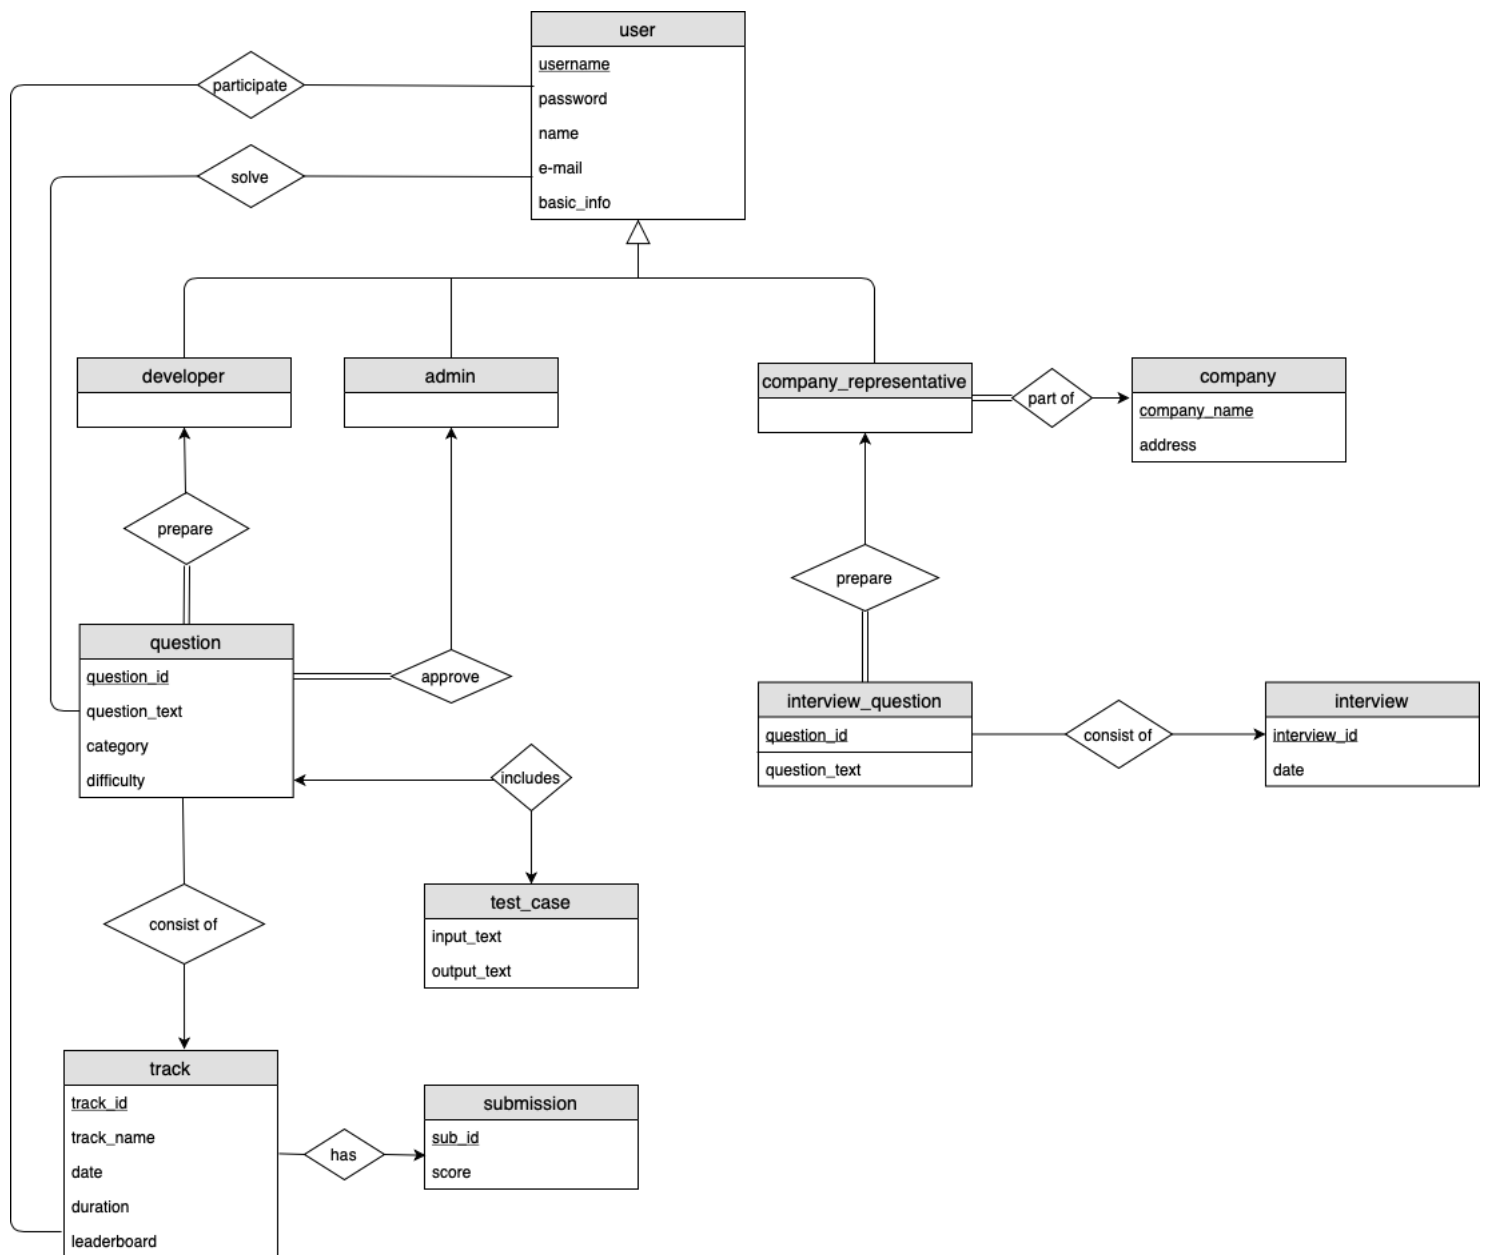 user
username
password
name
e-mail
basic_info
participate
solve
developer
admin
company_representative
part of
company
company_name
address
prepare
prepare
question
question_id
question_text
category
difficulty
approve
interview_question
question_id
question_text
consist of
interview
interview_id
date
includes
test_case
input_text
output_text
consist of
track
track_id
track_name
date
duration
leaderboard
has
submission
sub_id
score